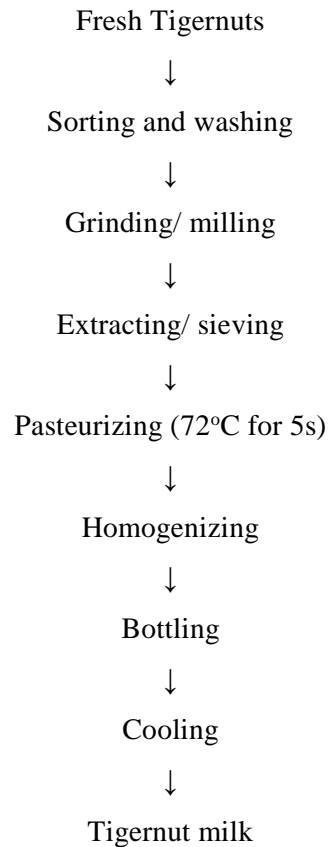 Fresh Tigernuts
↓
Sorting and washing
↓
Grinding/ milling
↓
Extracting/ sieving
↓
Pasteurizing (72°C for 5s)
↓
Homogenizing
↓
Bottling
↓
Cooling
↓
Tigernut milk